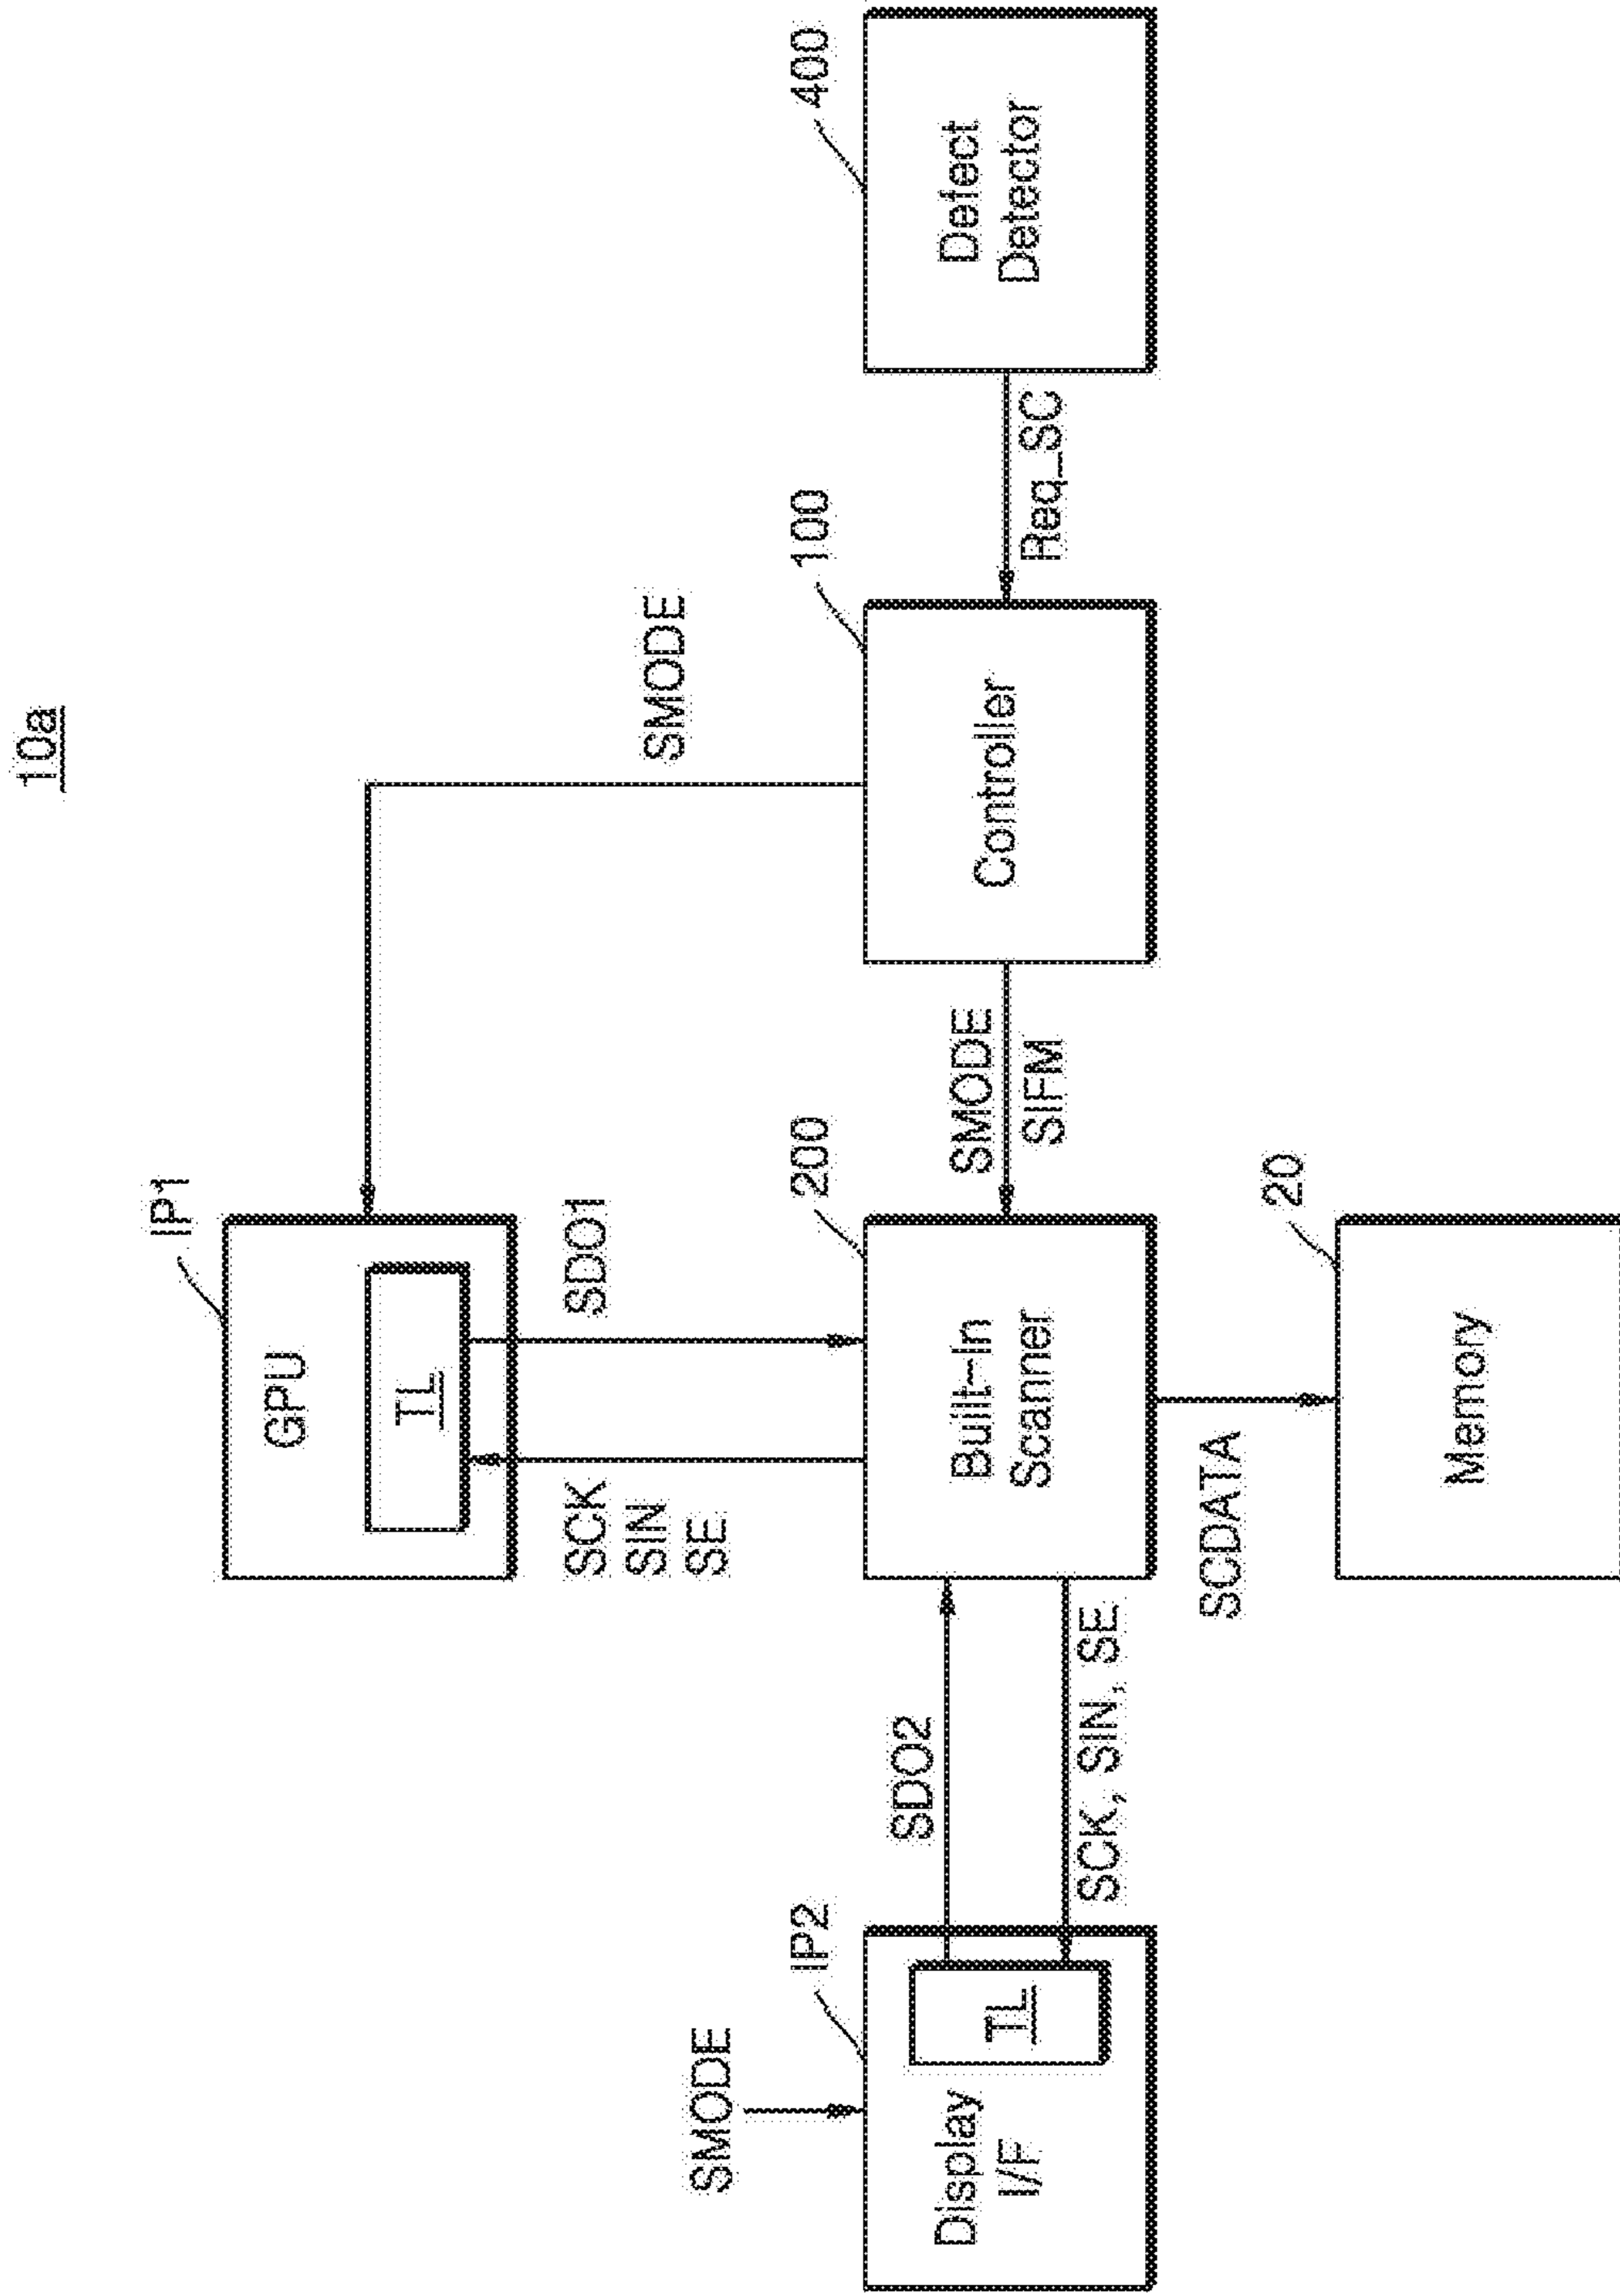 10a
IP1
GPU
TL
SMODE
SCK
SIN
SE
SDO1
SMODE
IP2
200
100
400
Display
I/F
TL
SDO2
SCK, SIN, SE
Built-In
Scanner
SMODE
SIFM
Controller
Req_SC
Defect
Detector
SCDATA
20
Memory